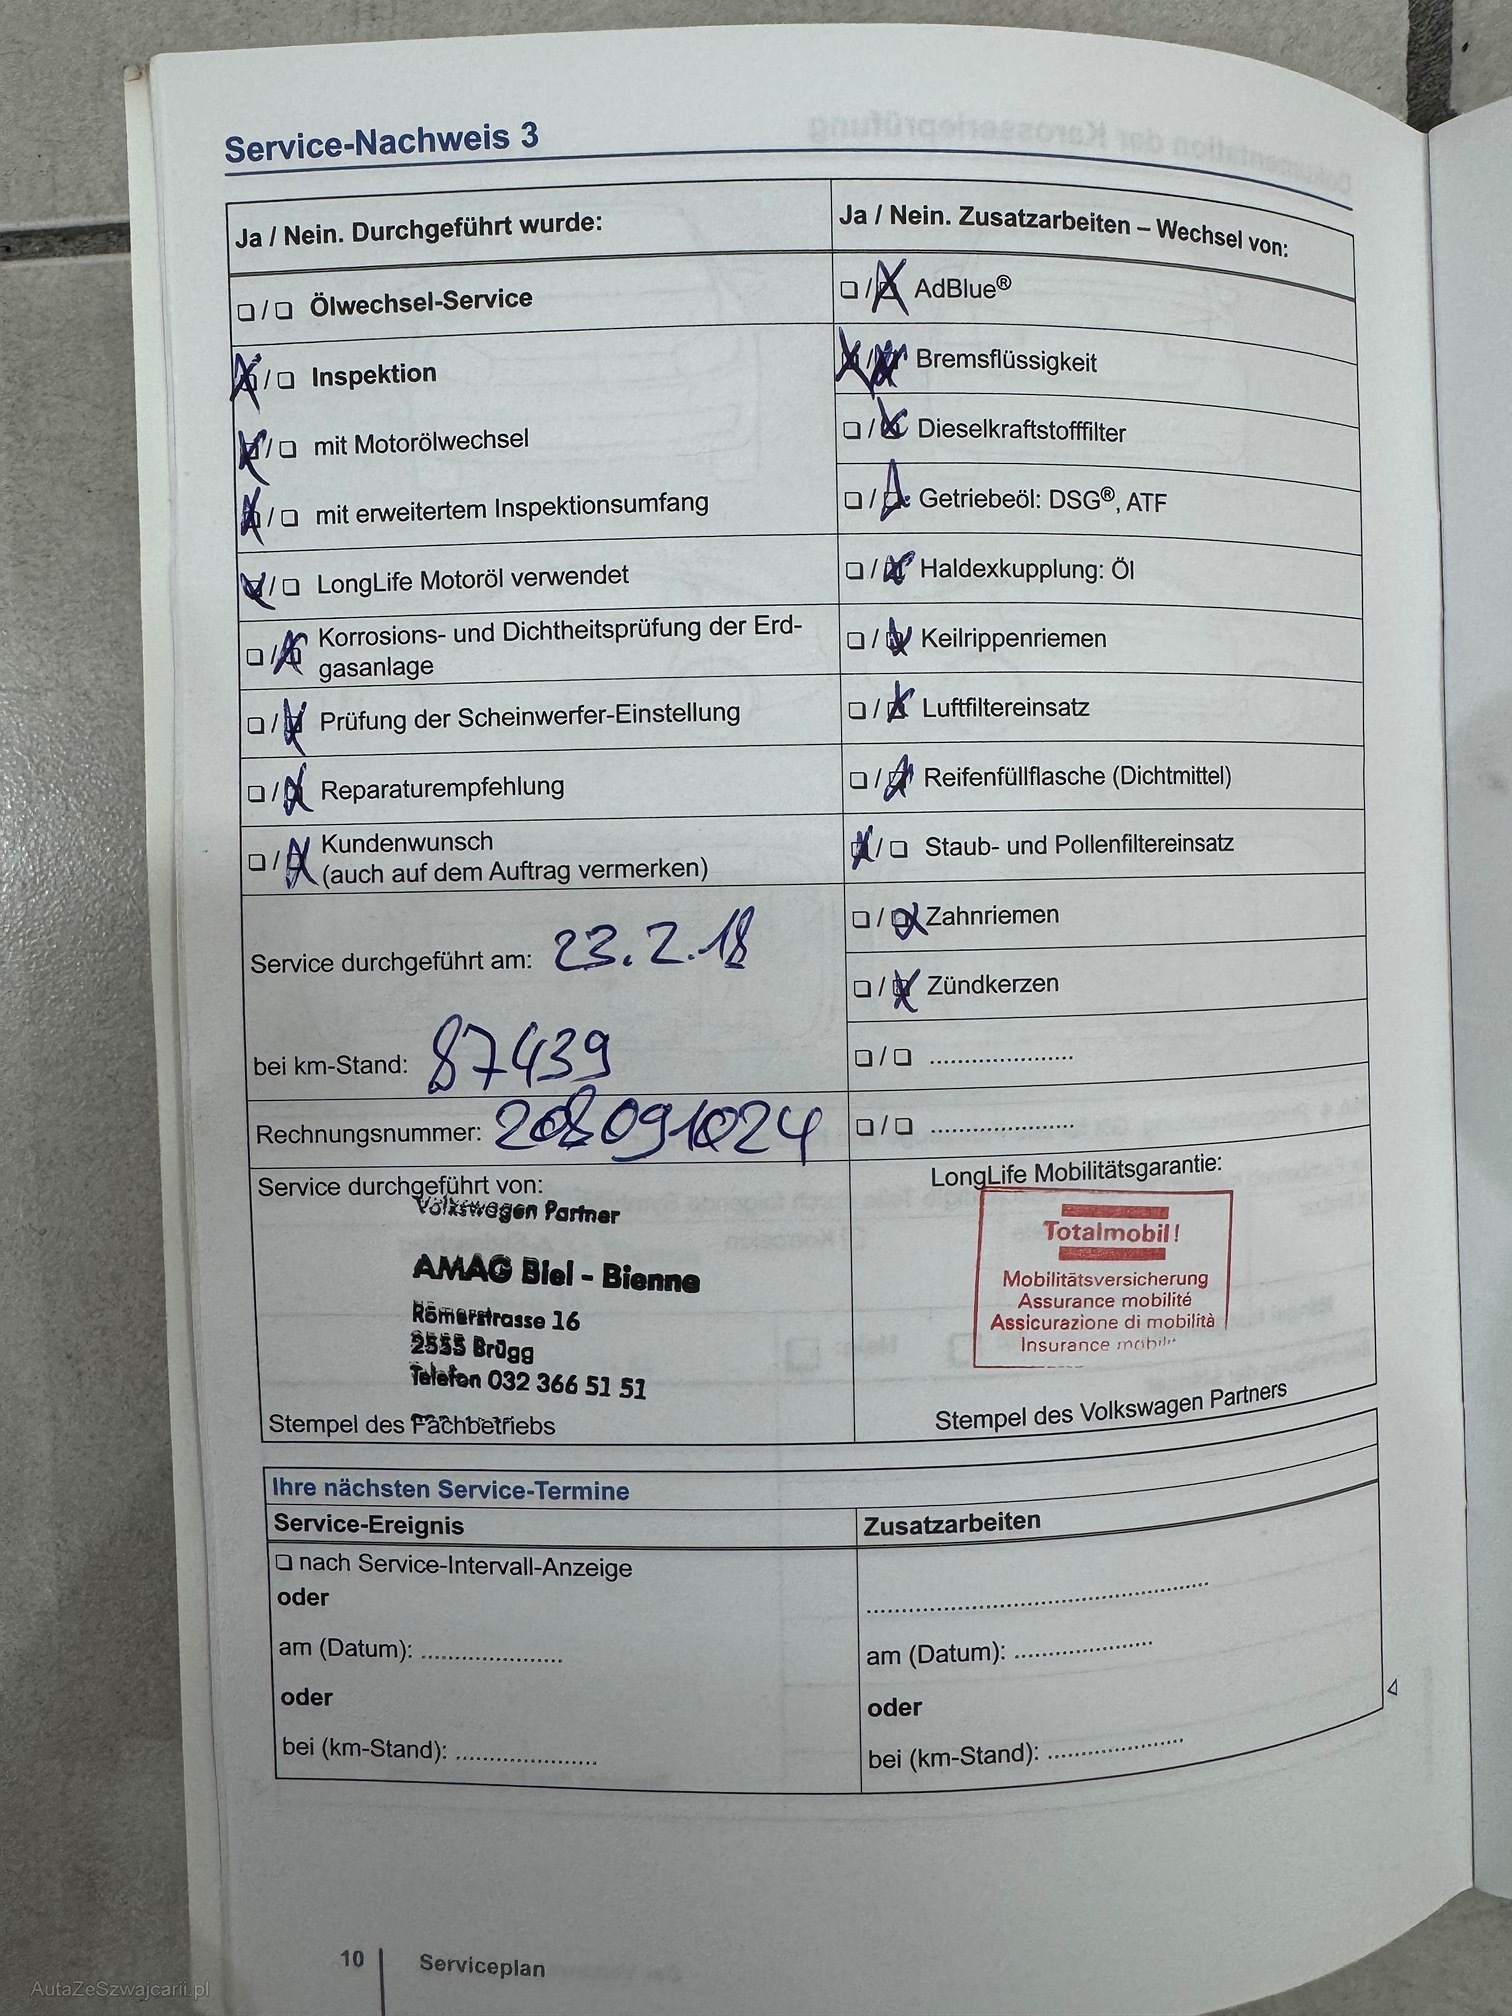 Service-Nachweis 3
Ja / Nein. Durchgeführt wurde:
❏ / ❏ Ölwechsel-Service
❏ / ❏ Inspektion
❏ / ❏ mit Motorölwechsel
❏ / ❏ mit erweitertem Inspektionsumfang
❏ / ❏ LongLife Motoröl verwendet
❏ / ❏ Korrosions- und Dichtheitsprüfung der Erd-
gasanlage
❏ / ❏ Prüfung der Scheinwerfer-Einstellung
❏ / ❏ Reparaturempfehlung
❏ / ❏ Kundenwunsch
(auch auf dem Auftrag vermerken)
Service durchgeführt am: 23.2.18
bei km-Stand: 87439
Rechnungsnummer: 208091024
Service durchgeführt von:
Volkswagen Partner
AMAG Biel - Bienne
Römerstrasse 16
2555 Brügg
Telefon 032 366 51 51
Stempel des Fachbetriebs
Ja / Nein. Zusatzarbeiten – Wechsel von:
❏ / ❏ AdBlue®
❏ / ❏ Bremsflüssigkeit
❏ / ❏ Dieselkraftstofffilter
❏ / ❏ Getriebeöl: DSG®, ATF
❏ / ❏ Haldexkupplung: Öl
❏ / ❏ Keilrippenriemen
❏ / ❏ Luftfiltereinsatz
❏ / ❏ Reifenfüllflasche (Dichtmittel)
❏ / ❏ Staub- und Pollenfiltereinsatz
❏ / ❏ Zahnriemen
❏ / ❏ Zündkerzen
❏ / ❏ .....................
❏ / ❏ .....................
LongLife Mobilitätsgarantie:
Totalmobil!
Mobilitätsversicherung
Assurance mobilité
Assicurazione di mobilità
Insurance
Stempel des Volkswagen Partners
Ihre nächsten Service-Termine
Service-Ereignis
❏ nach Service-Intervall-Anzeige
oder
am (Datum): .....................
oder
bei (km-Stand): .....................
Zusatzarbeiten
..................................................
am (Datum): .....................
oder
bei (km-Stand): .....................
10 Serviceplan
AutaZeSzwajcarii.pl